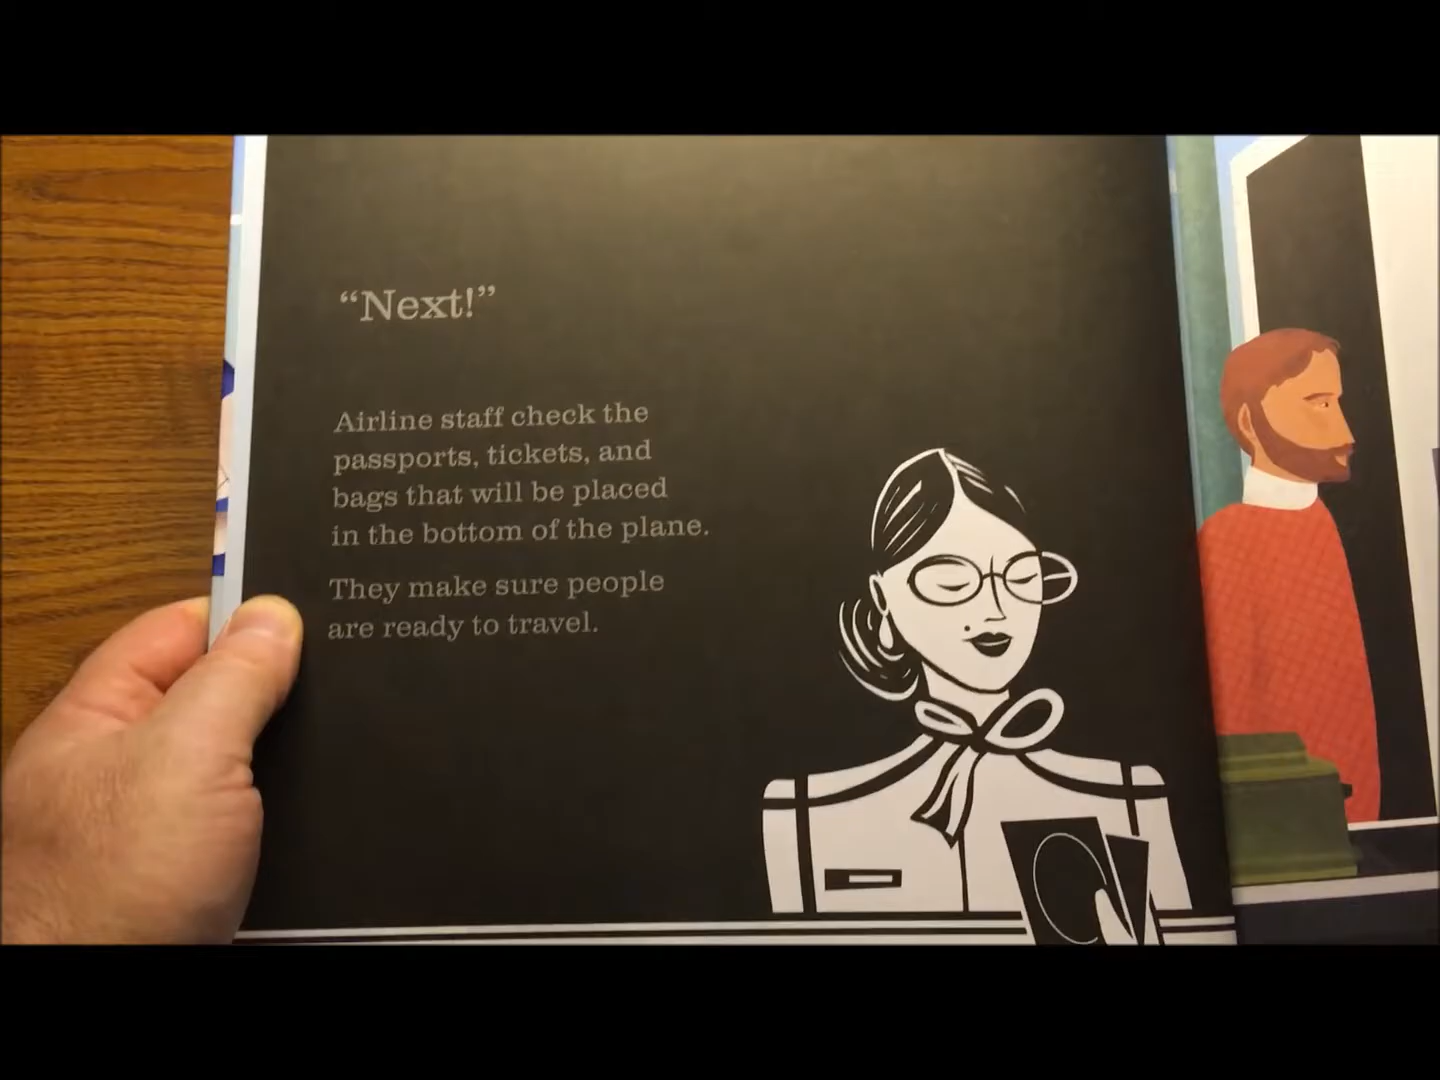 “Next!”
Airline staff check the
passports, tickets, and
bags that will be placed
in the bottom of the plane.
They make sure people
are ready to travel.